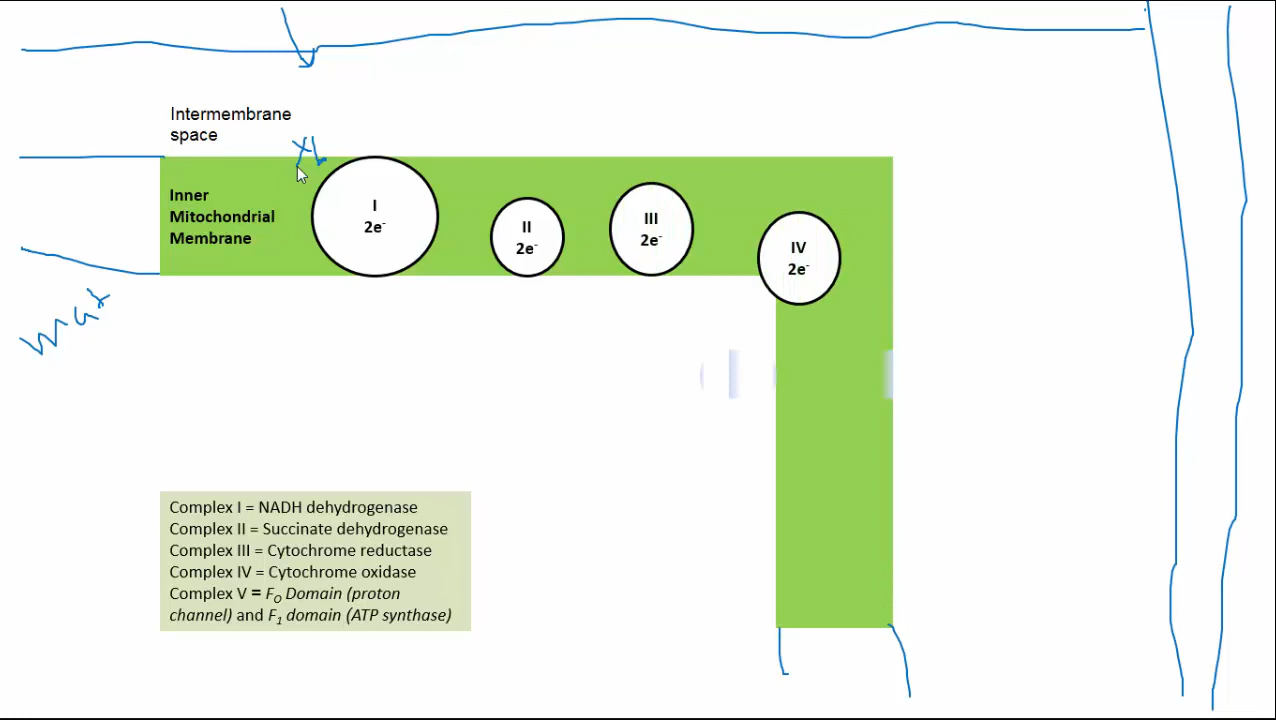 Intermembrane
space
Inner
Mitochondrial
Membrane
I
2e⁻
II
2e⁻
III
2e⁻
IV
2e⁻
Complex I = NADH dehydrogenase
Complex II = Succinate dehydrogenase
Complex III = Cytochrome reductase
Complex IV = Cytochrome oxidase
Complex V = F₀ Domain (proton
channel) and F₁ domain (ATP synthase)